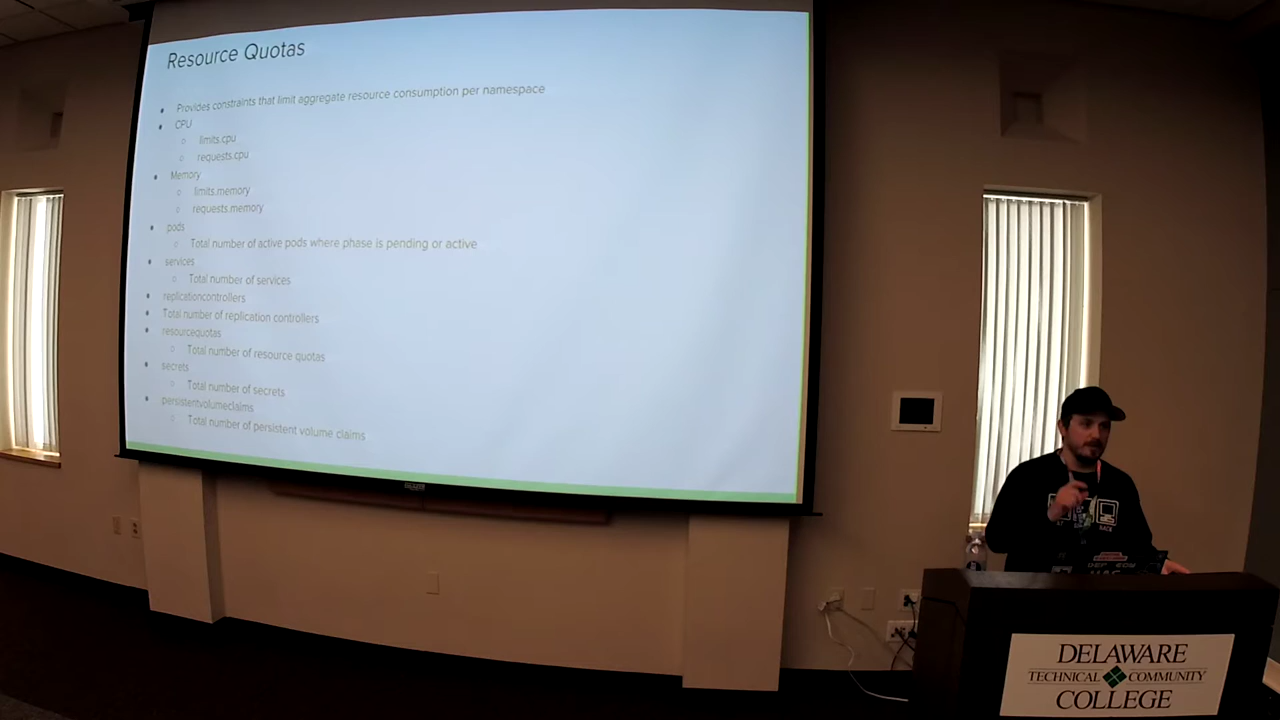 Resource Quotas
Provides constraints that limit aggregate resource consumption per namespace
CPU
limits.cpu
requests.cpu
Memory
limits.memory
requests.memory
pods
Total number of active pods where phase is pending or active
services
Total number of services
replicationcontrollers
Total number of replication controllers
resourcequotas
Total number of resource quotas
secrets
Total number of secrets
persistentvolumeclaims
Total number of persistent volume claims
DELAWARE
TECHNICAL COMMUNITY
COLLEGE